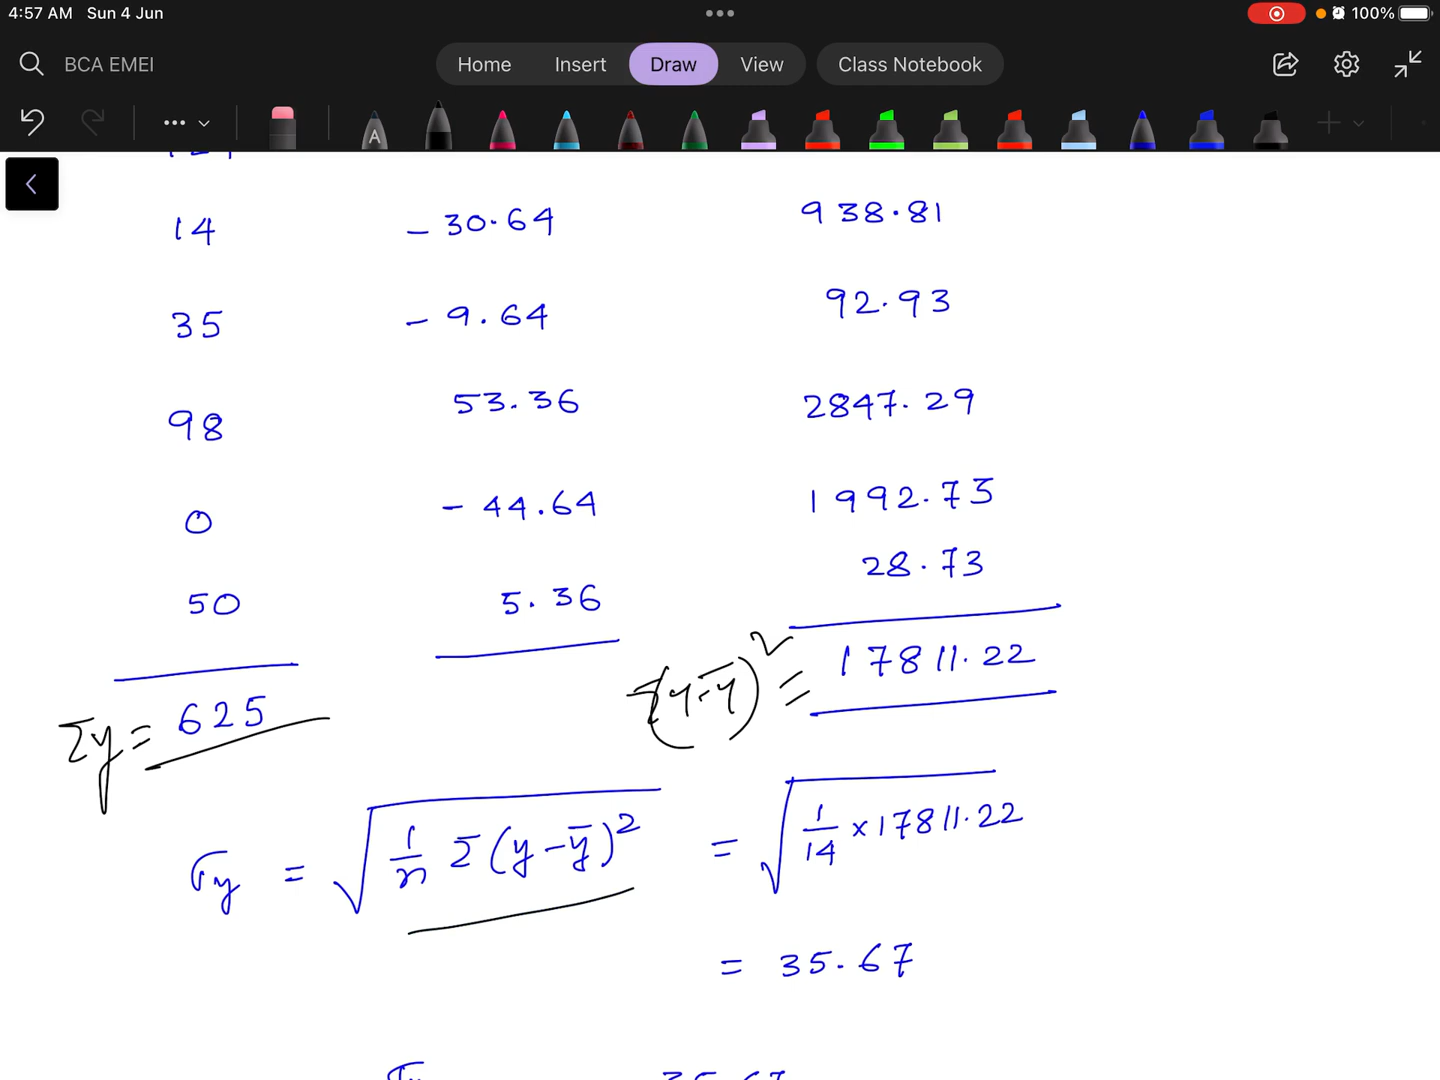 4:57 AM Sun 4 Jun 100%
BCA EMEI Home Insert Draw View Class Notebook
A
14 - 30.64 938.81
35 - 9.64 92.93
98 53.36 2847.29
0 - 44.64 1992.73
28.73
50 5.36
Σ(y-ȳ)² = 17811.22
Σy = 625
σy = √(1/n Σ(y-ȳ)²) = √(1/14 × 17811.22)
= 35.67